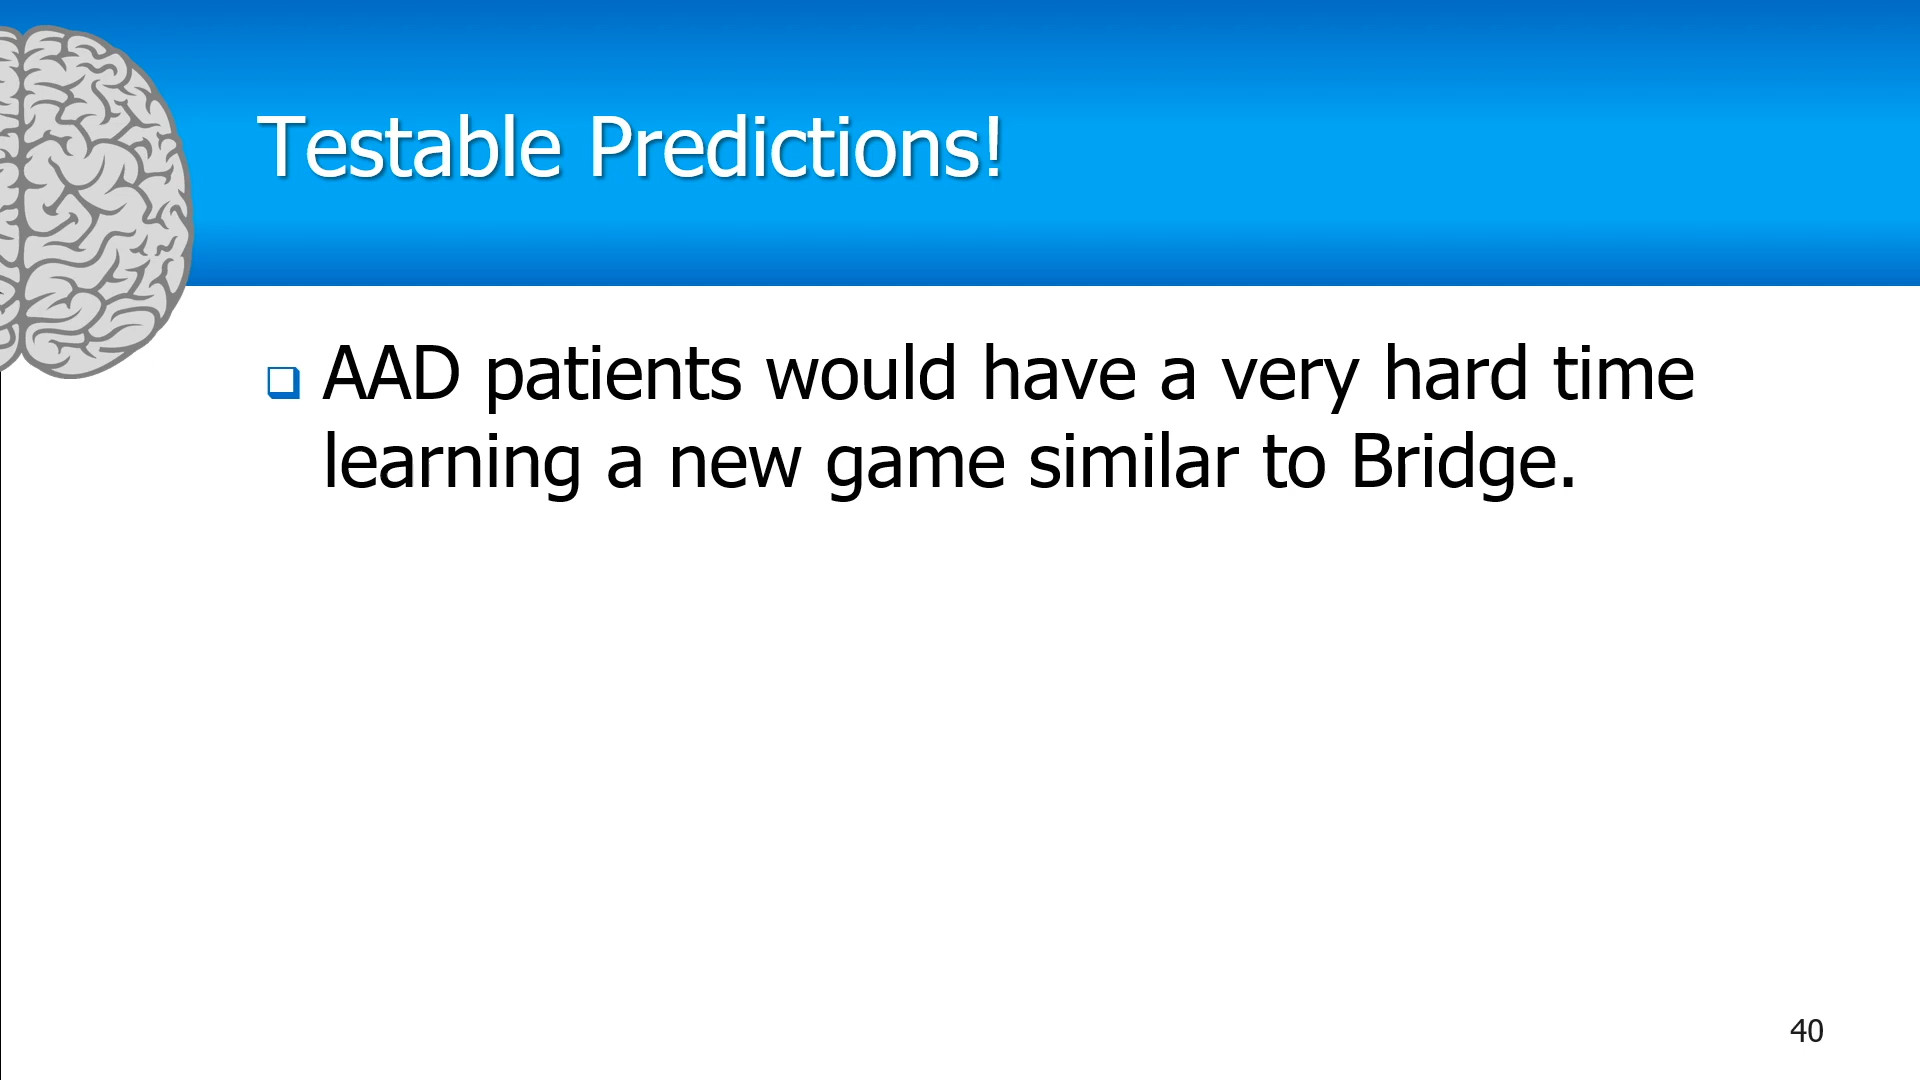 Testable Predictions!
AAD patients would have a very hard time
learning a new game similar to Bridge.
40